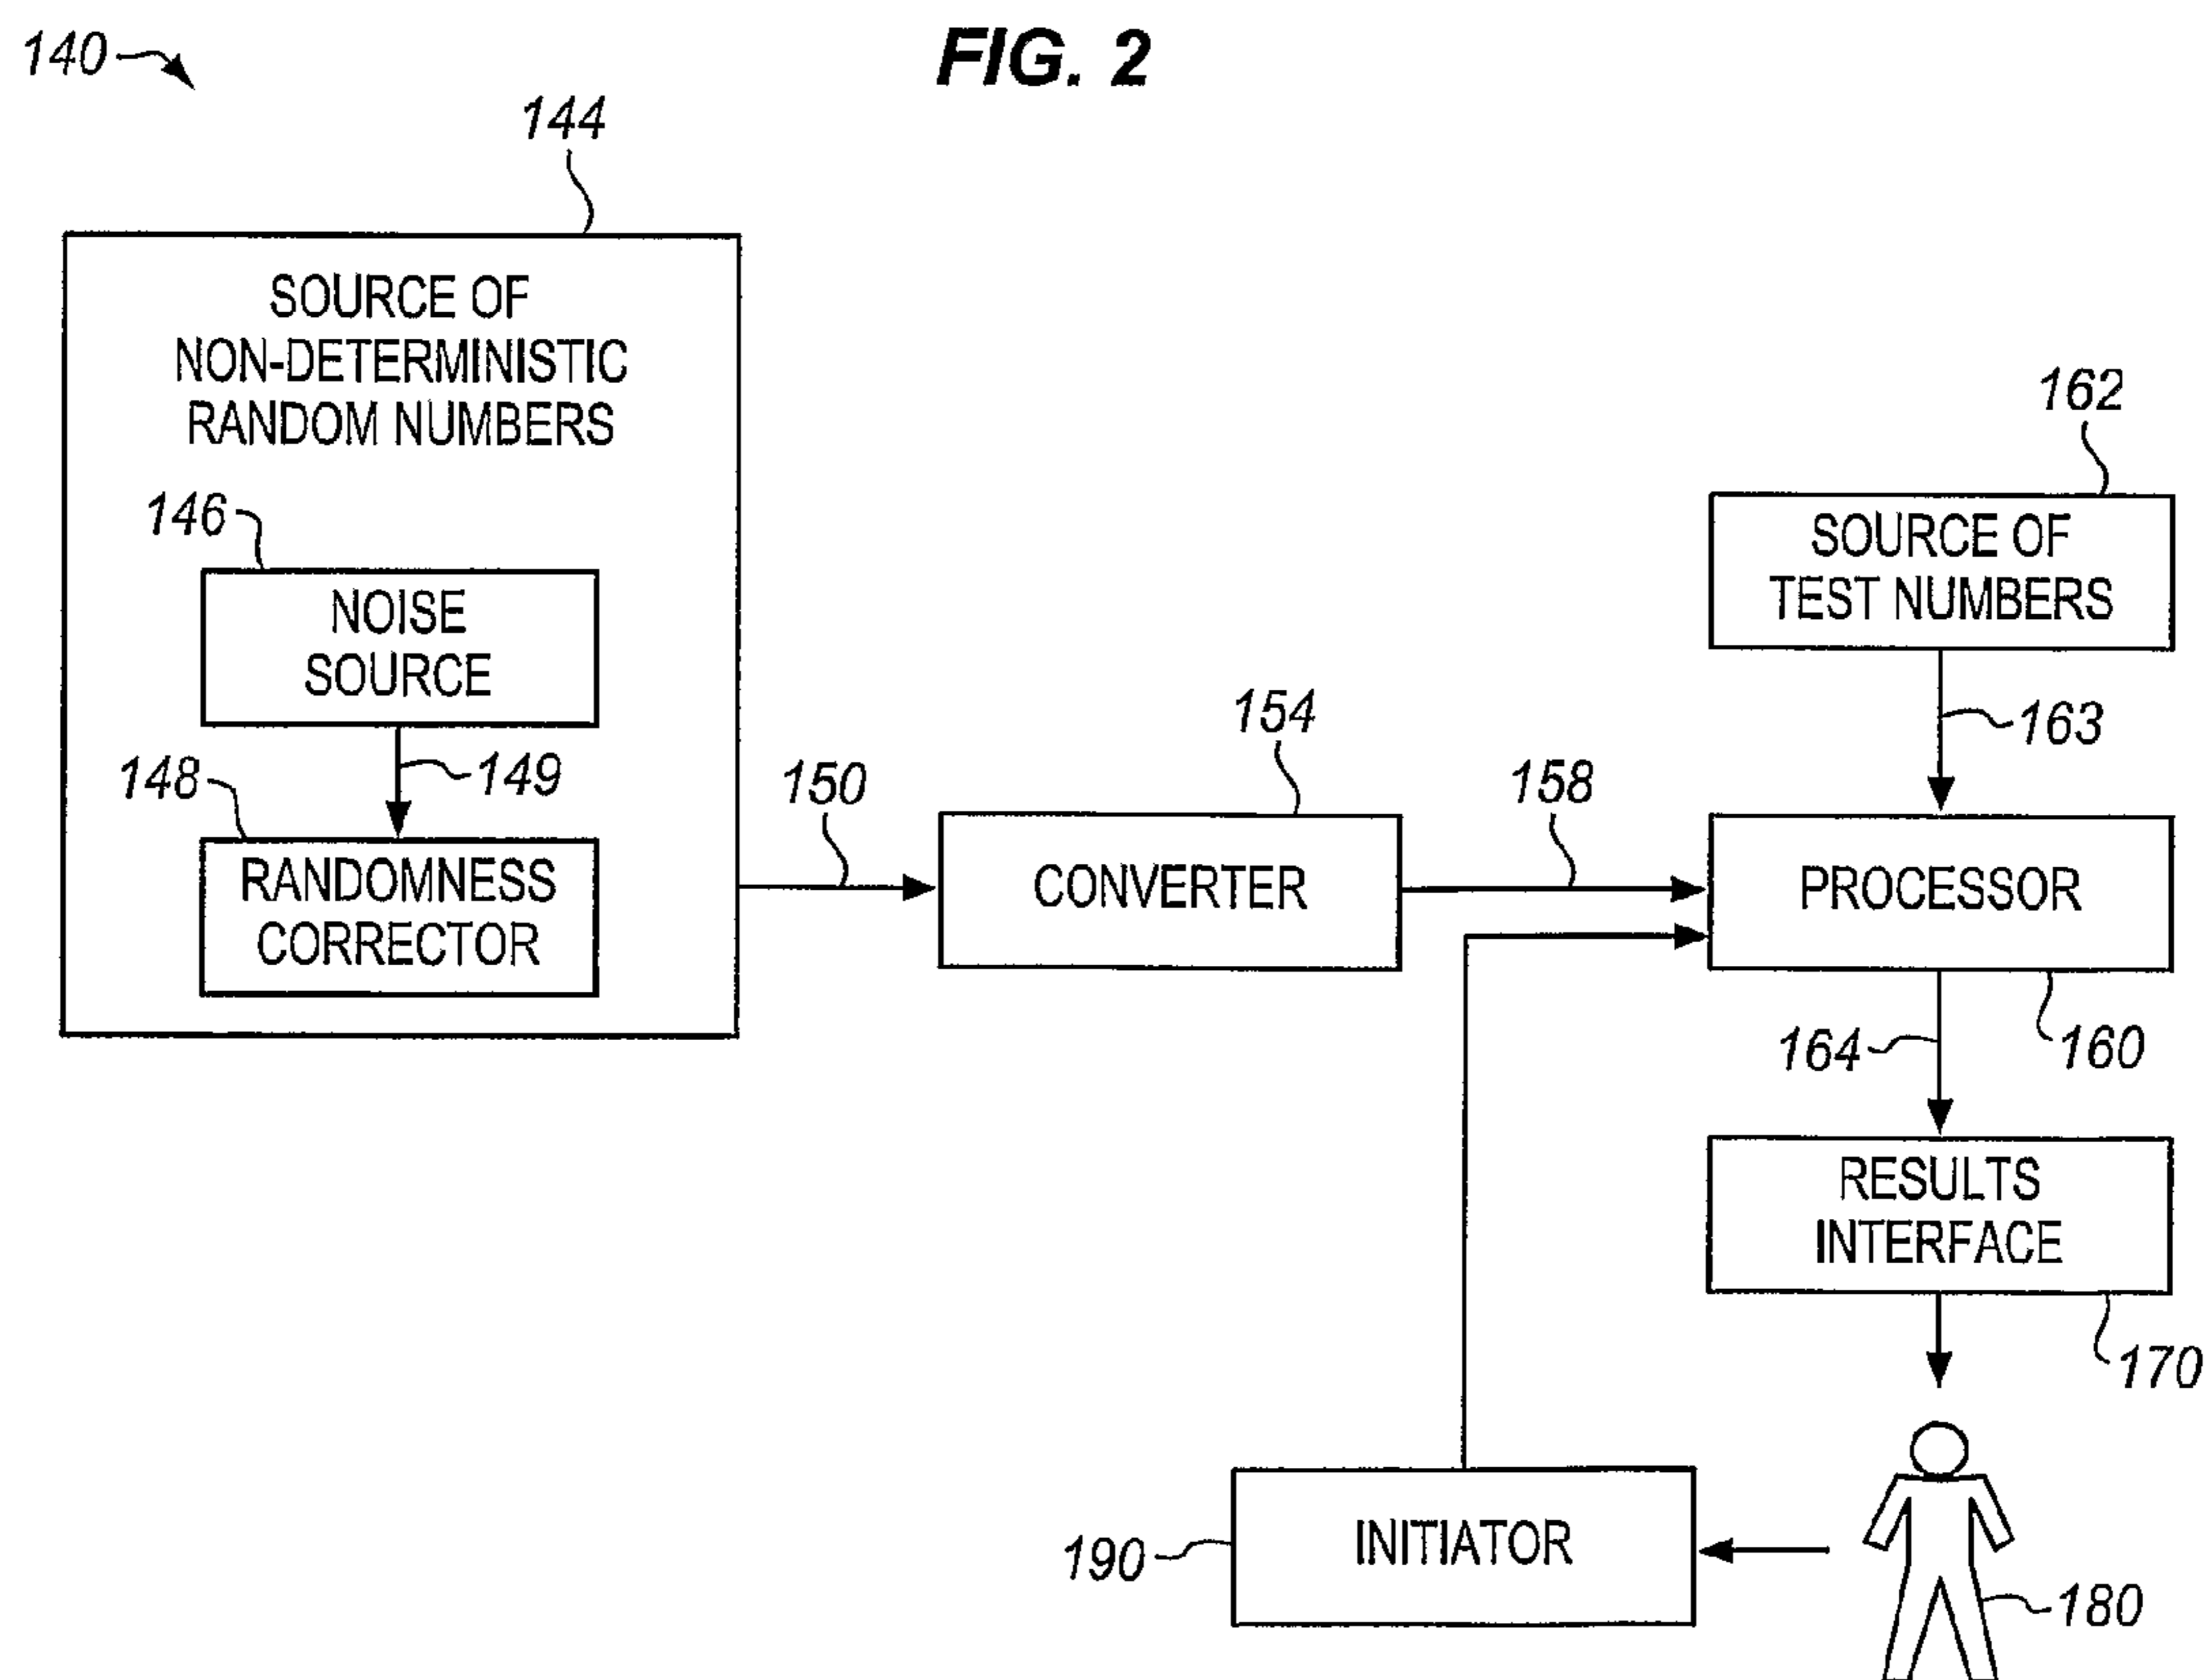 FIG. 2
140
144
SOURCE OF
NON-DETERMINISTIC
RANDOM NUMBERS
146
NOISE
SOURCE
149
148
RANDOMNESS
CORRECTOR
150
154
CONVERTER
158
162
SOURCE OF
TEST NUMBERS
163
PROCESSOR
160
164
RESULTS
INTERFACE
170
180
INITIATOR
190